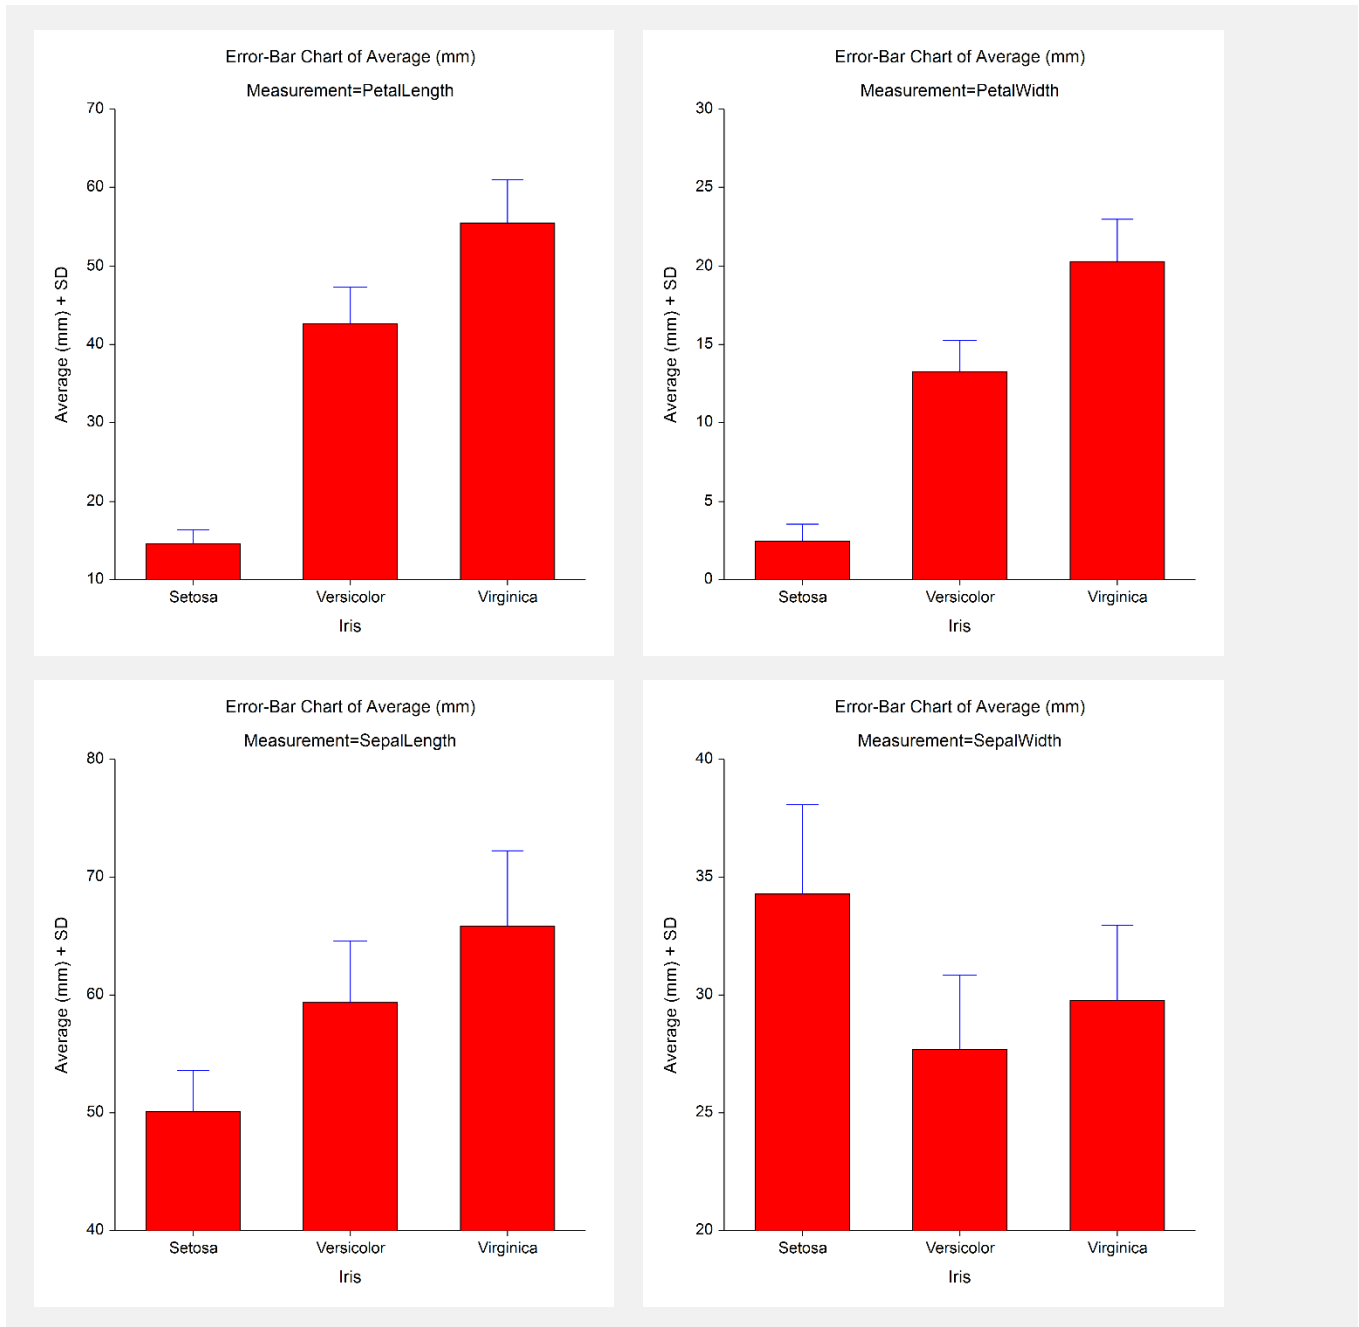 Error-Bar Chart of Average (mm)
Measurement=PetalLength
Average (mm) + SD
70
60
50
40
30
20
10
Setosa Versicolor Virginica
Iris
Error-Bar Chart of Average (mm)
Measurement=PetalWidth
Average (mm) + SD
30
25
20
15
10
5
0
Setosa Versicolor Virginica
Iris
Error-Bar Chart of Average (mm)
Measurement=SepalLength
Average (mm) + SD
80
70
60
50
40
Setosa Versicolor Virginica
Iris
Error-Bar Chart of Average (mm)
Measurement=SepalWidth
Average (mm) + SD
40
35
30
25
20
Setosa Versicolor Virginica
Iris